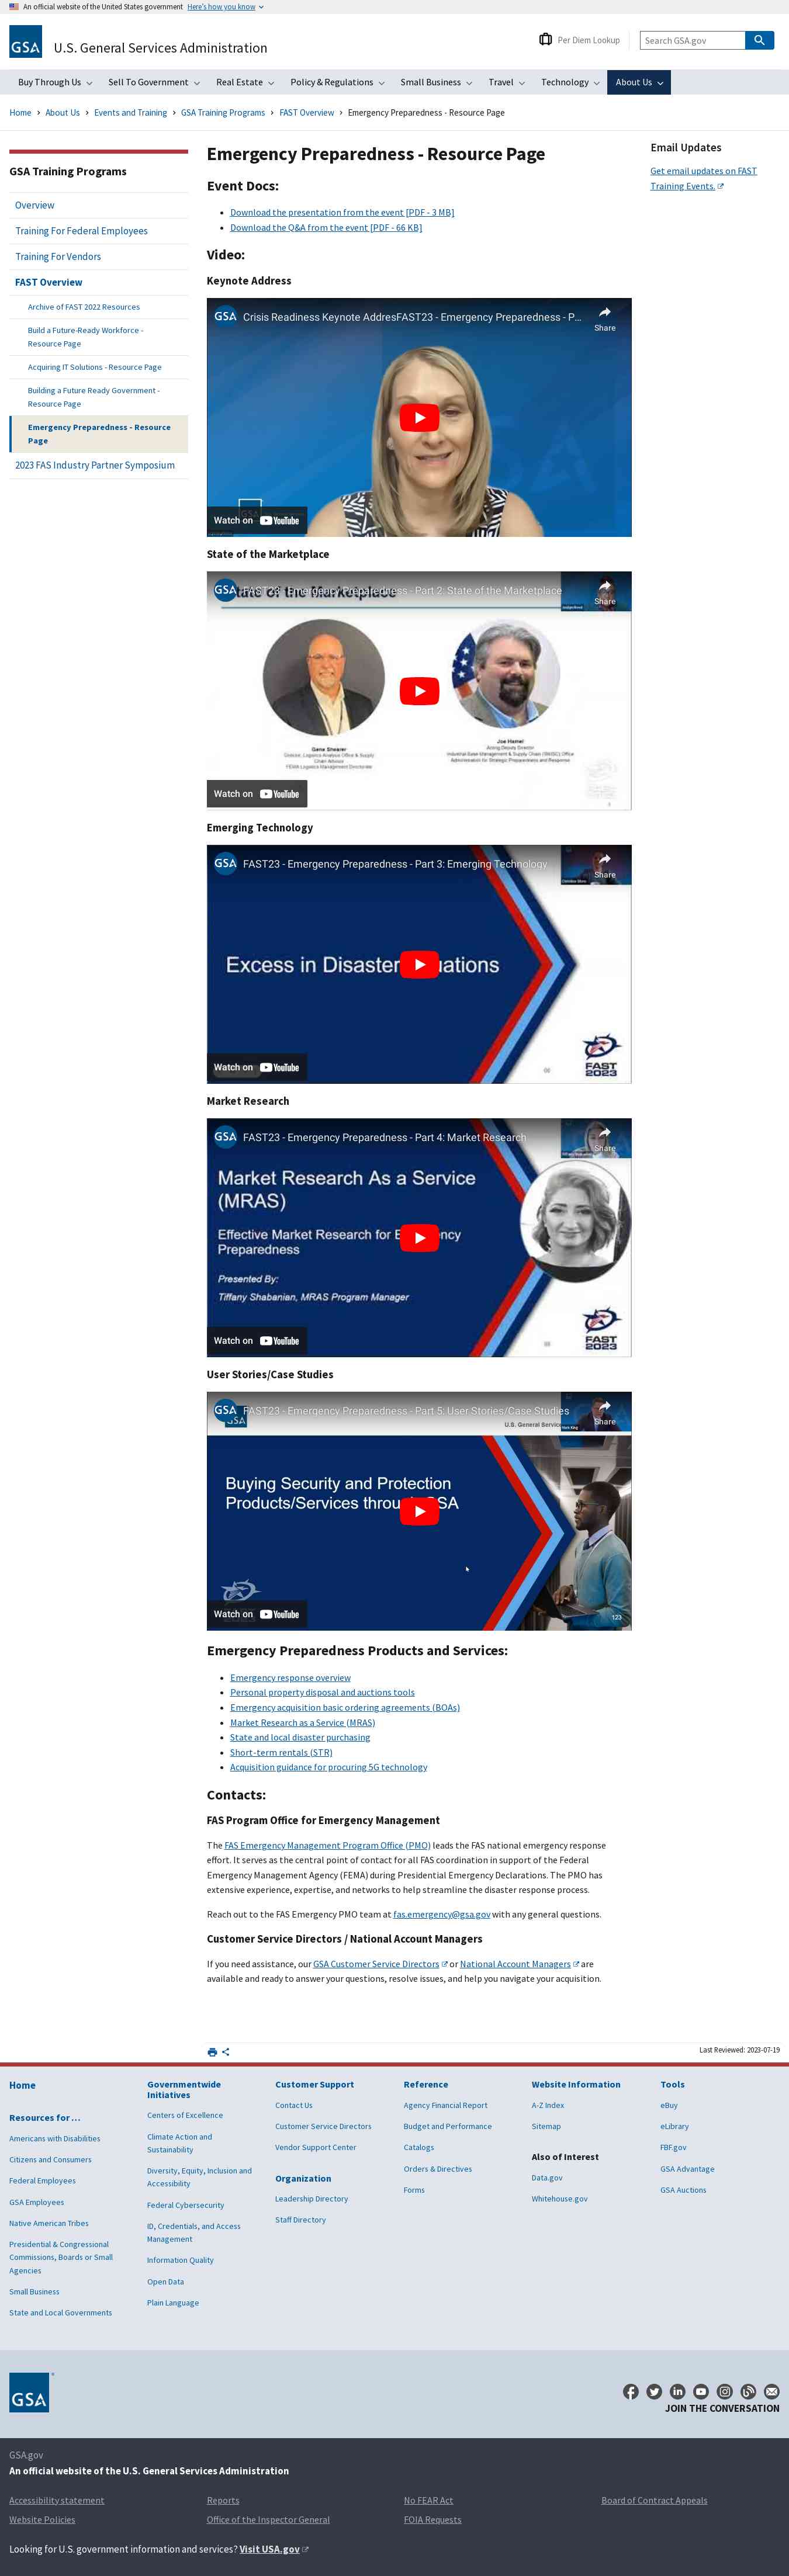 An official website of the United States government Here's how you know
GSA
U.S. General Services Administration
Per Diem Lookup
Search GSA.gov
Buy Through Us
Sell To Government
Real Estate
Policy & Regulations
Small Business
Travel
Technology
About Us
Home › About Us › Events and Training › GSA Training Programs › FAST Overview › Emergency Preparedness - Resource Page
GSA Training Programs
Overview
Training For Federal Employees
Training For Vendors
FAST Overview
Archive of FAST 2022 Resources
Build a Future-Ready Workforce -
Resource Page
Acquiring IT Solutions - Resource Page
Building a Future Ready Government -
Resource Page
Emergency Preparedness - Resource
Page
2023 FAS Industry Partner Symposium
Emergency Preparedness - Resource Page
Event Docs:
Download the presentation from the event [PDF - 3 MB]
Download the Q&A from the event [PDF - 66 KB]
Video:
Keynote Address
GSA
Crisis Readiness Keynote AddresFAST23 - Emergency Preparedness - P...
Share
GSA
Watch on YouTube
State of the Marketplace
GSA
FAST23 - Emergency Preparedness - Part 2: State of the Marketplace
Share
Gene Shearer
Director, Logistics Analysis Office & Supply
Chain Advisor
FEMA Logistics Management Directorate
Joe Hamel
Watch on YouTube
Emerging Technology
GSA
FAST23 - Emergency Preparedness - Part 3: Emerging Technology
Share
Excess in Disaster Situations
FAST
2023
Watch on YouTube
Market Research
GSA
FAST23 - Emergency Preparedness - Part 4: Market Research
Share
Market Research As a Service
(MRAS)
Effective Market Research for Emergency
Preparedness
Presented By:
Tiffany Shabanian, MRAS Program Manager
FAST
2023
Watch on YouTube
User Stories/Case Studies
GSA
FAST23 - Emergency Preparedness - Part 5: User Stories/Case Studies
Share
GSA
U.S. General Service
Buying Security and Protection
Products/Services through GSA
123
Watch on YouTube
Emergency Preparedness Products and Services:
Emergency response overview
Personal property disposal and auctions tools
Emergency acquisition basic ordering agreements (BOAs)
Market Research as a Service (MRAS)
State and local disaster purchasing
Short-term rentals (STR)
Acquisition guidance for procuring 5G technology
Contacts:
FAS Program Office for Emergency Management
The FAS Emergency Management Program Office (PMO) leads the FAS national emergency response
effort. It serves as the central point of contact for all FAS coordination in support of the Federal
Emergency Management Agency (FEMA) during Presidential Emergency Declarations. The PMO has
extensive experience, expertise, and networks to help streamline the disaster response process.
Reach out to the FAS Emergency PMO team at fas.emergency@gsa.gov with any general questions.
Customer Service Directors / National Account Managers
If you need assistance, our GSA Customer Service Directors or National Account Managers are
available and ready to answer your questions, resolve issues, and help you navigate your acquisition.
Email Updates
Get email updates on FAST
Training Events.
Last Reviewed: 2023-07-19
Home
Resources for …
Americans with Disabilities
Citizens and Consumers
Federal Employees
GSA Employees
Native American Tribes
Presidential & Congressional
Commissions, Boards or Small
Agencies
Small Business
State and Local Governments
Governmentwide
Initiatives
Centers of Excellence
Climate Action and
Sustainability
Diversity, Equity, Inclusion and
Accessibility
Federal Cybersecurity
ID, Credentials, and Access
Management
Information Quality
Open Data
Plain Language
Customer Support
Contact Us
Customer Service Directors
Vendor Support Center
Organization
Leadership Directory
Staff Directory
Reference
Agency Financial Report
Budget and Performance
Catalogs
Orders & Directives
Forms
Website Information
A-Z Index
Sitemap
Also of Interest
Data.gov
Whitehouse.gov
Tools
eBuy
eLibrary
FBF.gov
GSA Advantage
GSA Auctions
GSA
JOIN THE CONVERSATION
GSA.gov
An official website of the U.S. General Services Administration
Accessibility statement
Reports
No FEAR Act
Board of Contract Appeals
Website Policies
Office of the Inspector General
FOIA Requests
Looking for U.S. government information and services? Visit USA.gov